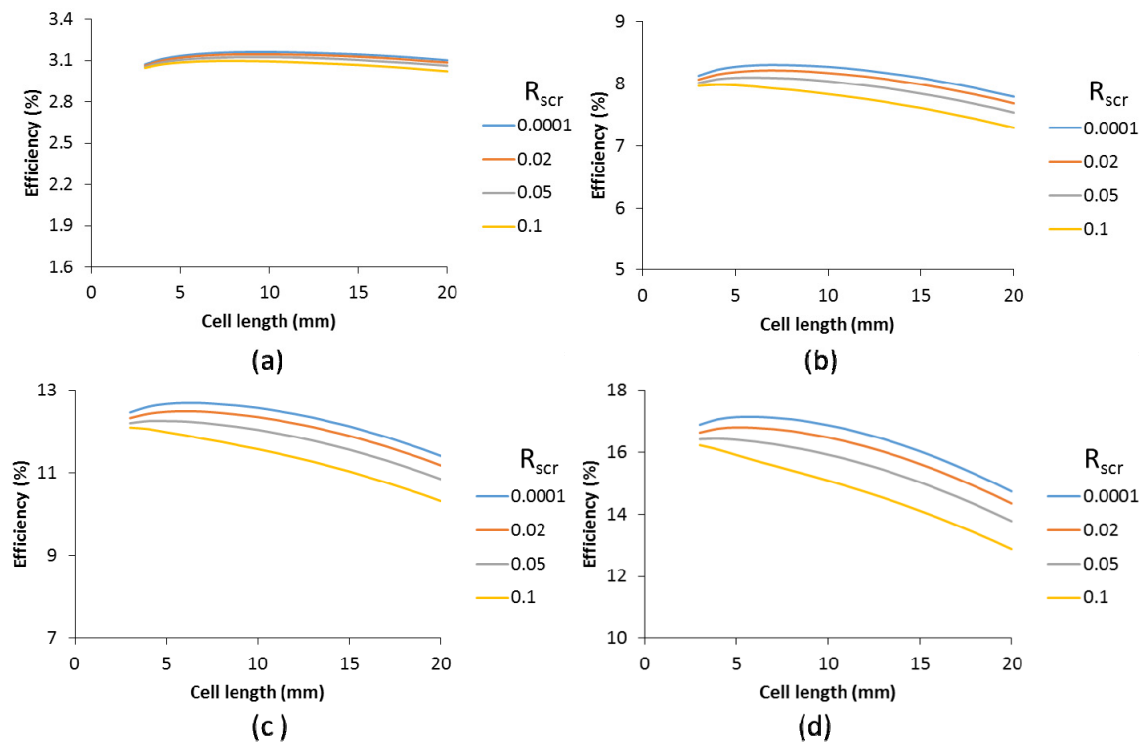 3.4
3.1
2.8
2.5
2.2
1.9
1.6
Efficiency (%)
0 5 10 15 20
Cell length (mm)
R_scr
0.0001
0.02
0.05
0.1
(a)
9
8
7
6
5
Efficiency (%)
0 5 10 15 20
Cell length (mm)
R_scr
0.0001
0.02
0.05
0.1
(b)
13
11
9
7
Efficiency (%)
0 5 10 15 20
Cell length (mm)
R_scr
0.0001
0.02
0.05
0.1
(c )
18
16
14
12
10
Efficiency (%)
0 5 10 15 20
Cell length (mm)
R_scr
0.0001
0.02
0.05
0.1
(d)